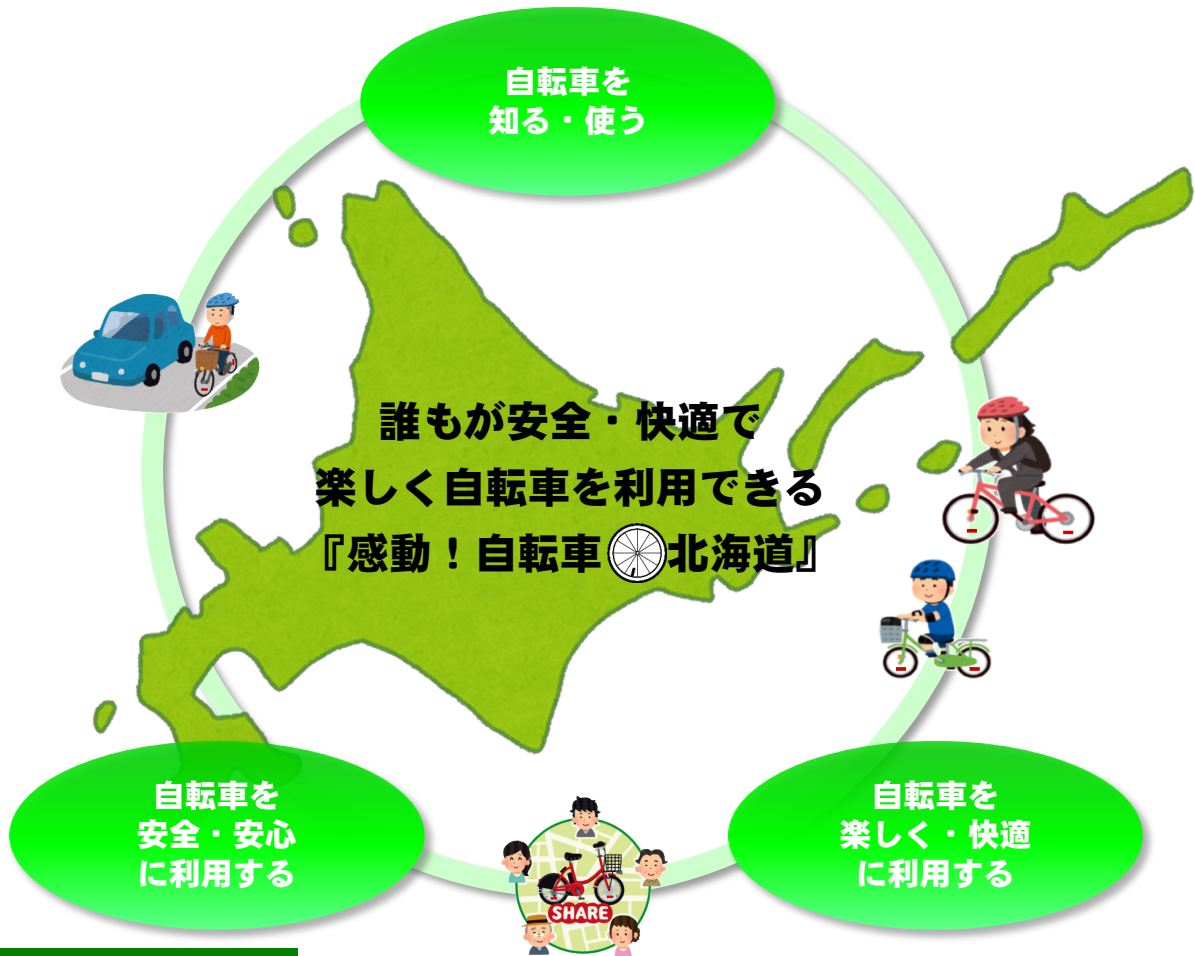 自転車を
知る・使う
誰もが安全・快適で
楽しく自転車を利用できる
『感動！自転車北海道』
自転車を
安全・安心
に利用する
自転車を
楽しく・快適
に利用する
SHARE